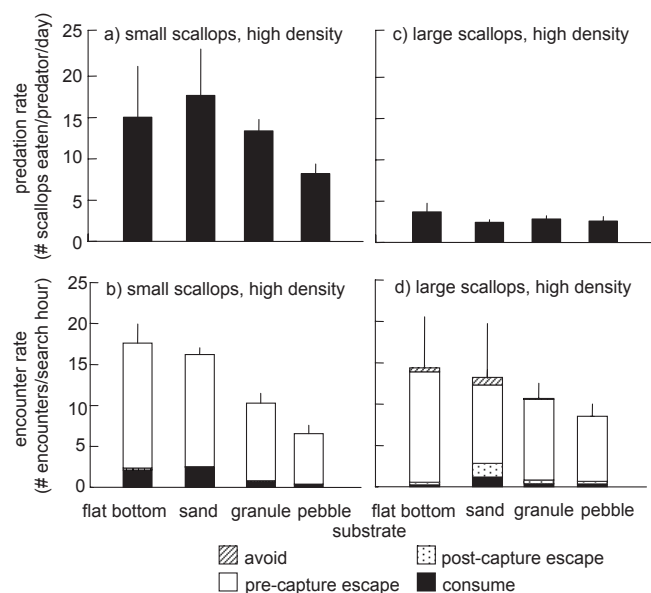 a) small scallops, high density
c) large scallops, high density
predation rate
(# scallops eaten/predator/day)
25
20
15
10
5
0
b) small scallops, high density
d) large scallops, high density
encounter rate
(# encounters/search hour)
25
20
15
10
5
0
flat bottom sand granule pebble
flat bottom sand granule pebble
substrate
avoid
post-capture escape
pre-capture escape
consume